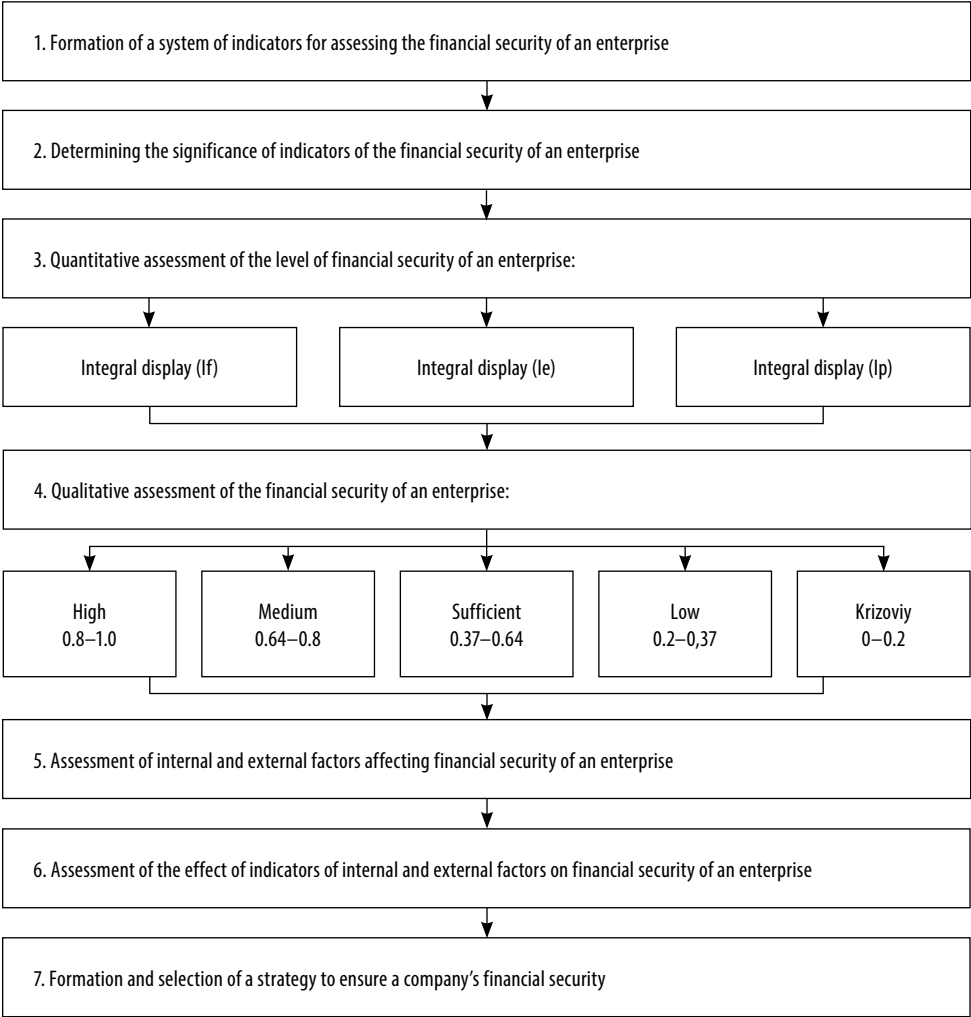 1. Formation of a system of indicators for assessing the financial security of an enterprise
2. Determining the significance of indicators of the financial security of an enterprise
3. Quantitative assessment of the level of financial security of an enterprise:
Integral display (If)
Integral display (Ie)
Integral display (Ip)
4. Qualitative assessment of the financial security of an enterprise:
High
0.8–1.0
Medium
0.64–0.8
Sufficient
0.37–0.64
Low
0.2–0,37
Krizoviy
0–0.2
5. Assessment of internal and external factors affecting financial security of an enterprise
6. Assessment of the effect of indicators of internal and external factors on financial security of an enterprise
7. Formation and selection of a strategy to ensure a company’s financial security